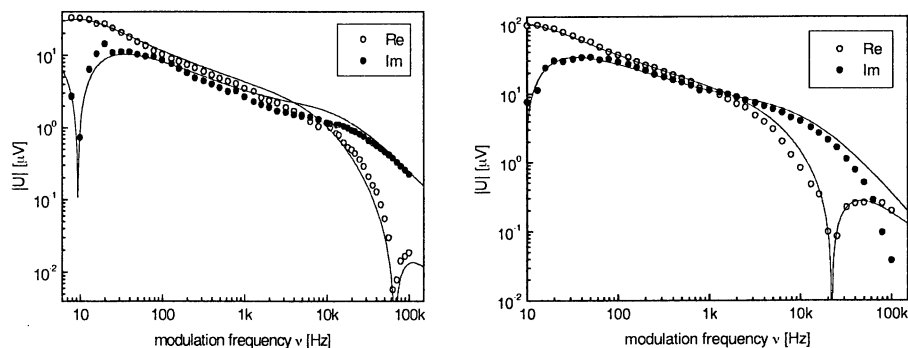 10¹
10⁰
10⁻¹
10⁻²
|U| [μV]
Re
Im
10 100 1k 10k 100k
modulation frequency ν [Hz]
10²
10¹
10⁰
10⁻¹
10⁻²
|U| [μV]
Re
Im
10 100 1k 10k 100k
modulation frequency ν [Hz]